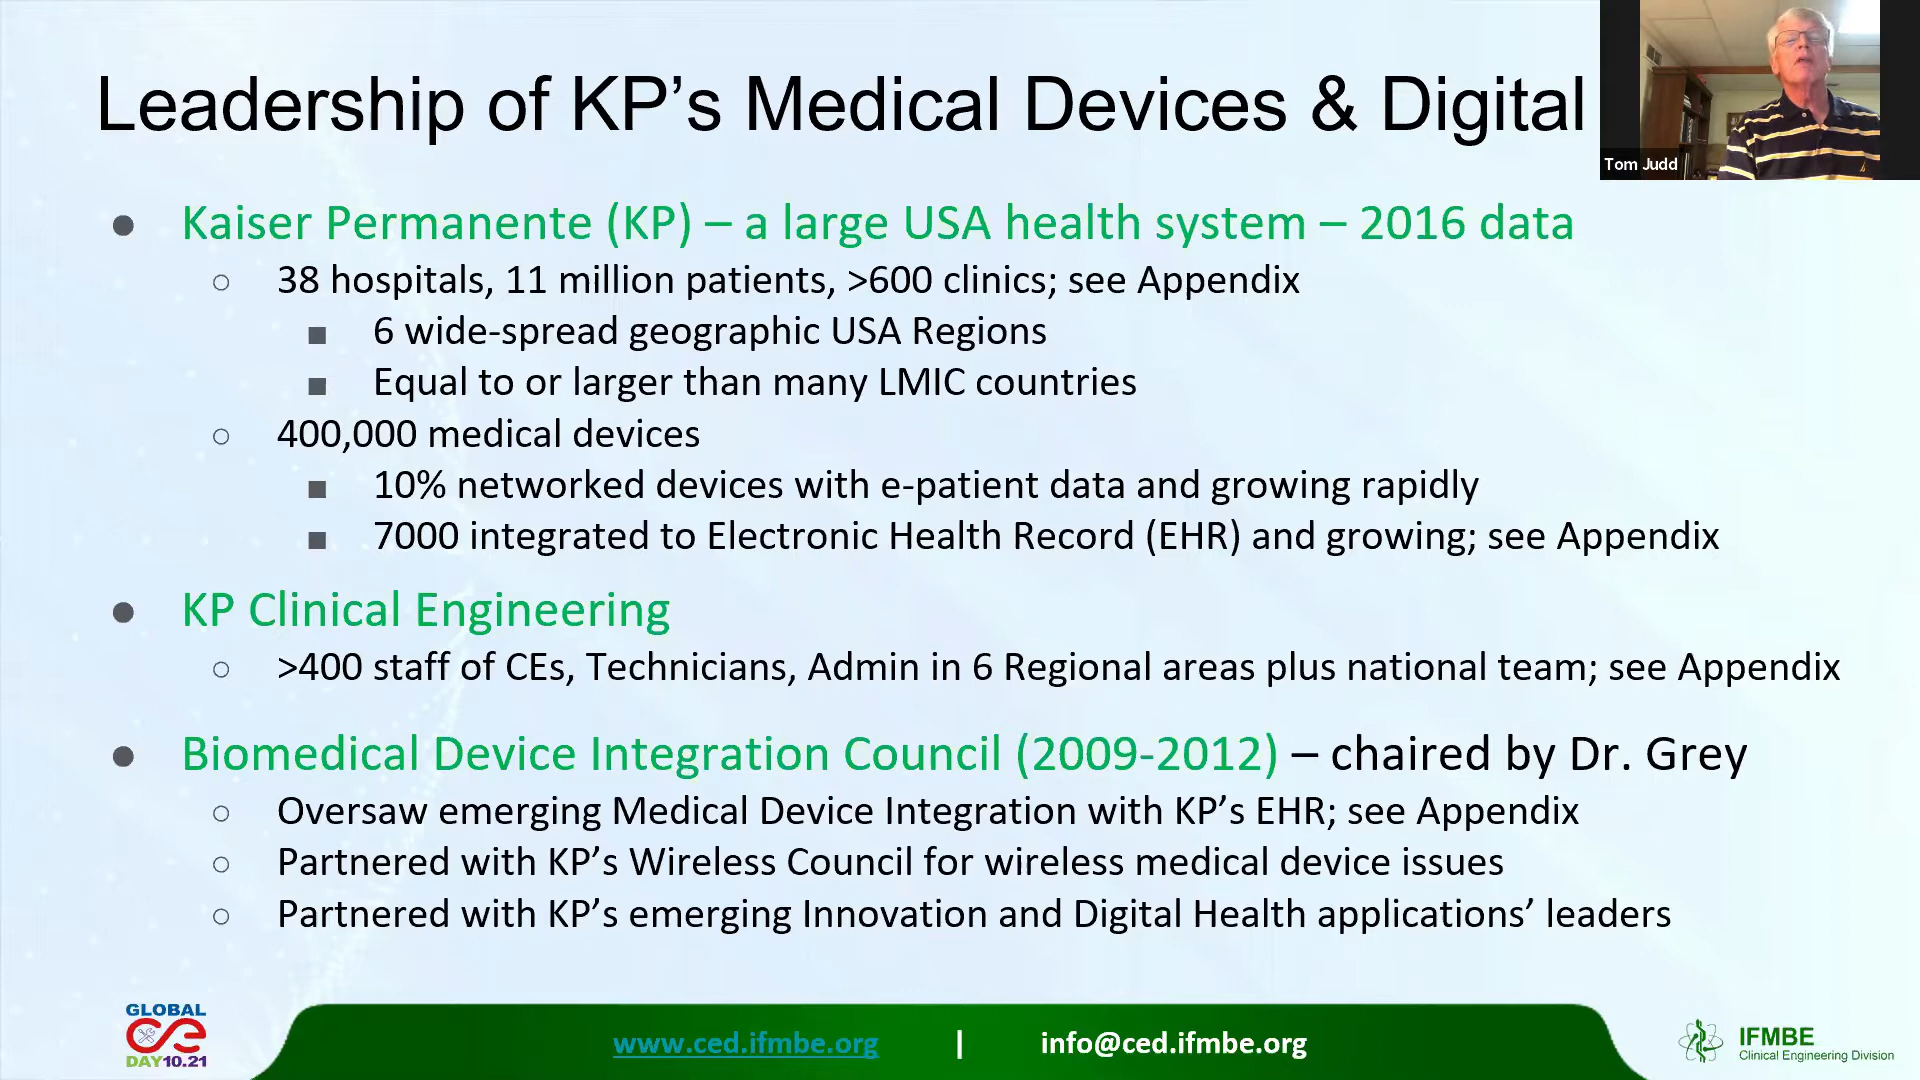 Leadership of KP’s Medical Devices & Digital
Tom Judd
● Kaiser Permanente (KP) – a large USA health system – 2016 data
○ 38 hospitals, 11 million patients, >600 clinics; see Appendix
■ 6 wide-spread geographic USA Regions
■ Equal to or larger than many LMIC countries
○ 400,000 medical devices
■ 10% networked devices with e-patient data and growing rapidly
■ 7000 integrated to Electronic Health Record (EHR) and growing; see Appendix
● KP Clinical Engineering
○ >400 staff of CEs, Technicians, Admin in 6 Regional areas plus national team; see Appendix
● Biomedical Device Integration Council (2009-2012) – chaired by Dr. Grey
○ Oversaw emerging Medical Device Integration with KP’s EHR; see Appendix
○ Partnered with KP’s Wireless Council for wireless medical device issues
○ Partnered with KP’s emerging Innovation and Digital Health applications’ leaders
GLOBAL
CE
DAY10.21
www.ced.ifmbe.org | info@ced.ifmbe.org
IFMBE
Clinical Engineering Division